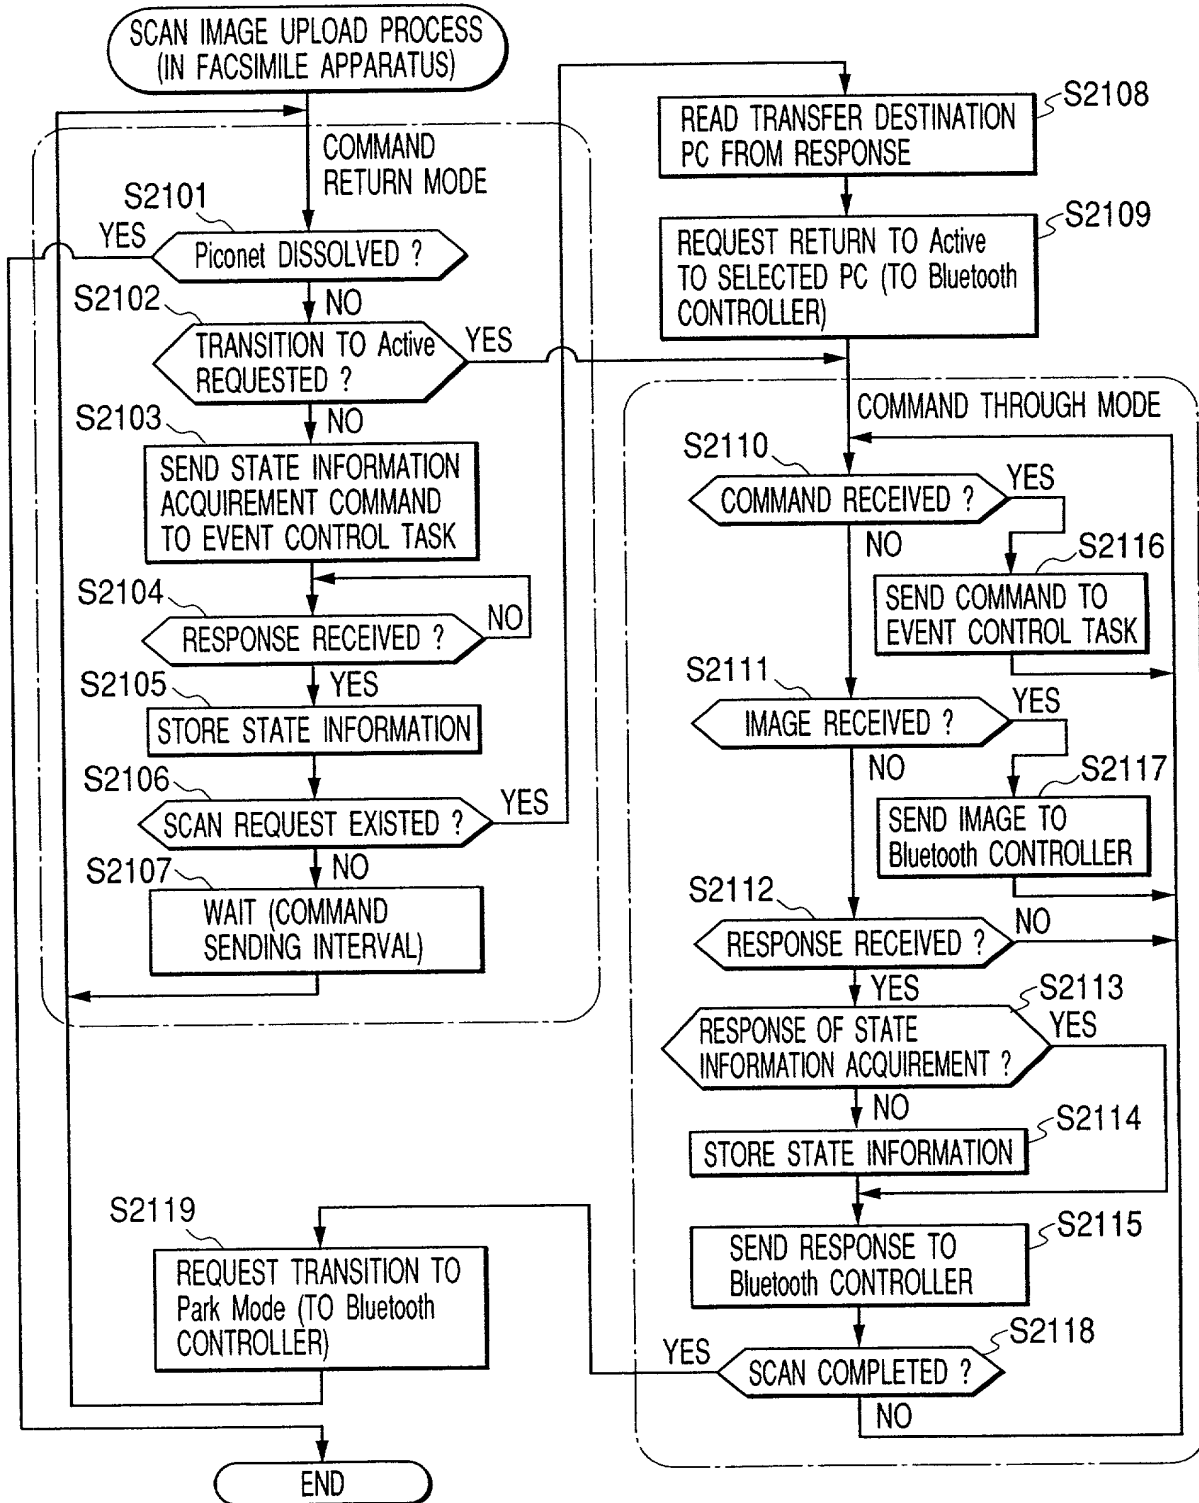 SCAN IMAGE UPLOAD PROCESS
(IN FACSIMILE APPARATUS)
COMMAND
RETURN MODE
S2101
YES
Piconet DISSOLVED ?
NO
S2102
TRANSITION TO Active
REQUESTED ?
YES
NO
S2103
SEND STATE INFORMATION
ACQUIREMENT COMMAND
TO EVENT CONTROL TASK
S2104
RESPONSE RECEIVED ?
NO
YES
S2105
STORE STATE INFORMATION
S2106
SCAN REQUEST EXISTED ?
YES
NO
S2107
WAIT (COMMAND
SENDING INTERVAL)
S2108
READ TRANSFER DESTINATION
PC FROM RESPONSE
S2109
REQUEST RETURN TO Active
TO SELECTED PC (TO Bluetooth
CONTROLLER)
COMMAND THROUGH MODE
S2110
COMMAND RECEIVED ?
YES
NO
S2116
SEND COMMAND TO
EVENT CONTROL TASK
S2111
IMAGE RECEIVED ?
YES
NO
S2117
SEND IMAGE TO
Bluetooth CONTROLLER
S2112
RESPONSE RECEIVED ?
NO
YES
S2113
RESPONSE OF STATE
INFORMATION ACQUIREMENT ?
YES
NO
S2114
STORE STATE INFORMATION
S2115
SEND RESPONSE TO
Bluetooth CONTROLLER
S2118
SCAN COMPLETED ?
YES
NO
S2119
REQUEST TRANSITION TO
Park Mode (TO Bluetooth
CONTROLLER)
END